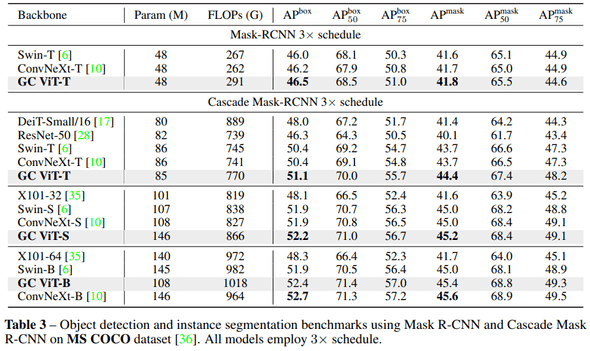 Backbone Param (M) FLOPs (G) AP^box AP^box_50 AP^box_75 AP^mask AP^mask_50 AP^mask_75
Mask-RCNN 3× schedule
Swin-T [6] 48 267 46.0 68.1 50.3 41.6 65.1 44.9
ConvNeXt-T [10] 48 262 46.2 67.9 50.8 41.7 65.0 44.9
GC ViT-T 48 291 46.5 68.5 51.0 41.8 65.5 44.6
Cascade Mask-RCNN 3× schedule
DeiT-Small/16 [17] 80 889 48.0 67.2 51.7 41.4 64.2 44.3
ResNet-50 [28] 82 739 46.3 64.3 50.5 40.1 61.7 43.4
Swin-T [6] 86 745 50.4 69.2 54.7 43.7 66.6 47.3
ConvNeXt-T [10] 86 741 50.4 69.1 54.8 43.7 66.5 47.3
GC ViT-T 85 770 51.1 70.0 55.7 44.4 67.4 48.2
X101-32 [35] 101 819 48.1 66.5 52.4 41.6 63.9 45.2
Swin-S [6] 107 838 51.9 70.7 56.3 45.0 68.2 48.8
ConvNeXt-S [10] 108 827 51.9 70.8 56.5 45.0 68.4 49.1
GC ViT-S 146 866 52.2 71.0 56.7 45.2 68.4 49.1
X101-64 [35] 140 972 48.3 66.4 52.3 41.7 64.0 45.1
Swin-B [6] 145 982 51.9 70.5 56.4 45.0 68.1 48.9
GC ViT-B 108 1018 52.4 71.4 57.0 45.4 68.8 49.3
ConvNeXt-B [10] 146 964 52.7 71.3 57.2 45.6 68.9 49.5
Table 3 – Object detection and instance segmentation benchmarks using Mask R-CNN and Cascade Mask
R-CNN on MS COCO dataset [36]. All models employ 3× schedule.